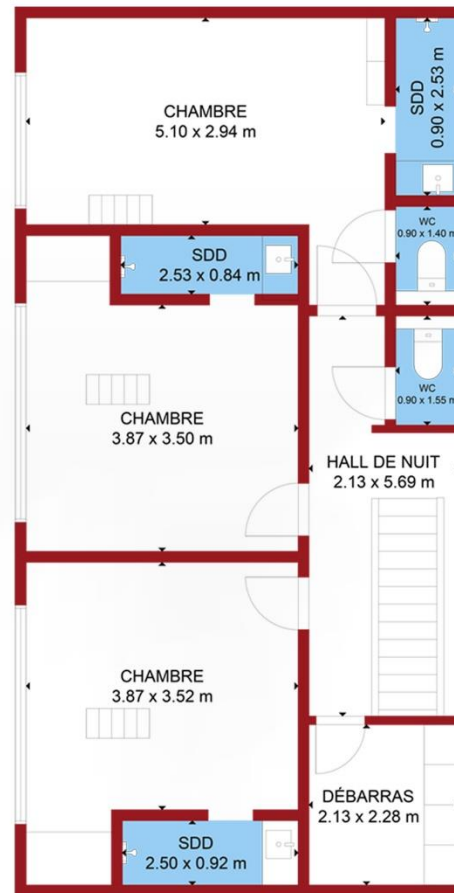 CHAMBRE
5.10 x 2.94 m
SDD
0.90 x 2.53 m
WC
0.90 x 1.40 m
SDD
2.53 x 0.84 m
WC
0.90 x 1.55 m
CHAMBRE
3.87 x 3.50 m
HALL DE NUIT
2.13 x 5.69 m
CHAMBRE
3.87 x 3.52 m
DÉBARRAS
2.13 x 2.28 m
SDD
2.50 x 0.92 m